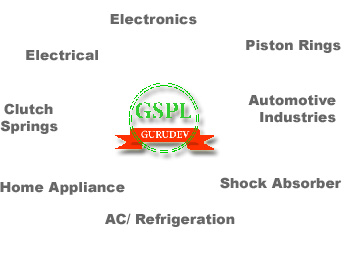 Electronics
Piston Rings
Electrical
Automotive
Industries
Clutch
Springs
GSPL
GURUDEV
Home Appliance
Shock Absorber
AC/ Refrigeration